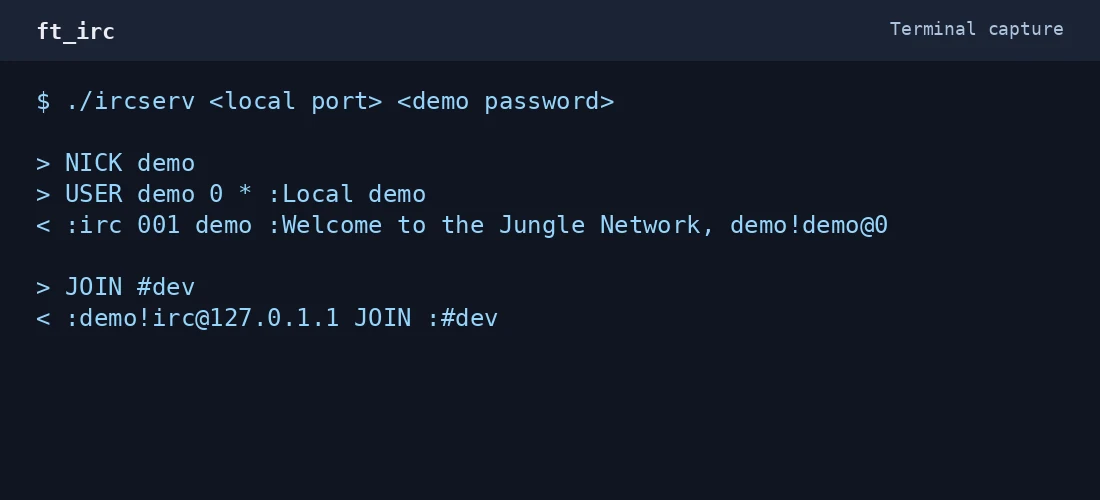 ft_irc
Terminal capture
$ ./ircserv <local port> <demo password>
> NICK demo
> USER demo 0 * :Local demo
< :irc 001 demo :Welcome to the Jungle Network, demo!demo@0
> JOIN #dev
< :demo!irc@127.0.1.1 JOIN :#dev